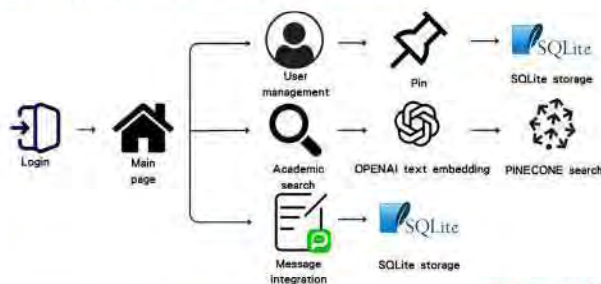 User
management
Pin
SQLite
SQLite storage
Login
Main
page
Academic
search
OPENAI text embedding
PINECONE search
Message
Integration
SQLite
SQLite storage